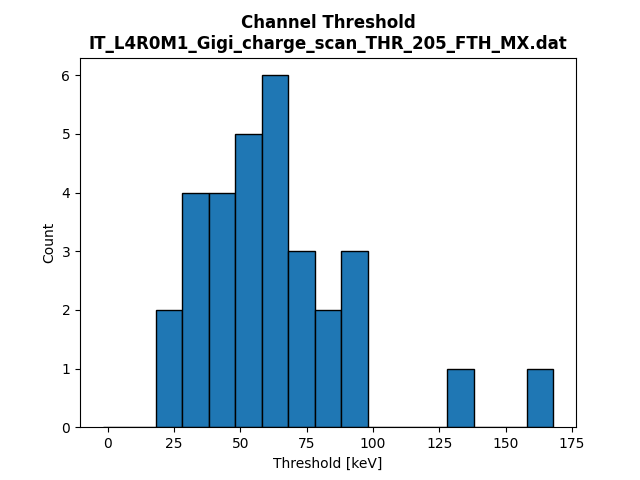 Channel Threshold
IT_L4R0M1_Gigi_charge_scan_THR_205_FTH_MX.dat
6
5
4
3
2
1
0
Count
0 25 50 75 100 125 150 175
Threshold [keV]